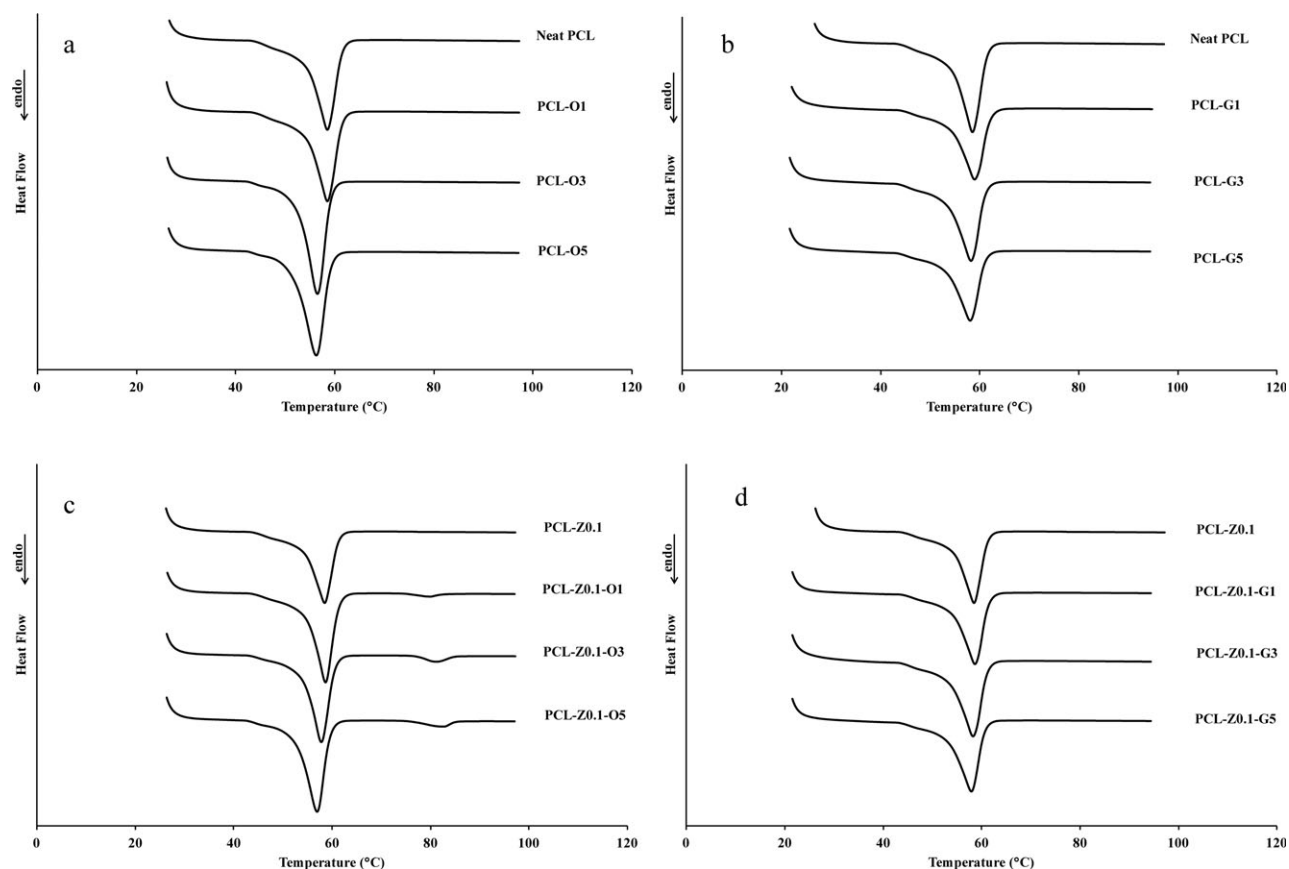 a
endo
Heat Flow
Neat PCL
PCL-O1
PCL-O3
PCL-O5
0 20 40 60 80 100 120
Temperature (°C)
b
endo
Heat Flow
Neat PCL
PCL-G1
PCL-G3
PCL-G5
0 20 40 60 80 100 120
Temperature (°C)
c
endo
Heat Flow
PCL-Z0.1
PCL-Z0.1-O1
PCL-Z0.1-O3
PCL-Z0.1-O5
0 20 40 60 80 100 120
Temperature (°C)
d
endo
Heat Flow
PCL-Z0.1
PCL-Z0.1-G1
PCL-Z0.1-G3
PCL-Z0.1-G5
0 20 40 60 80 100 120
Temperature (°C)